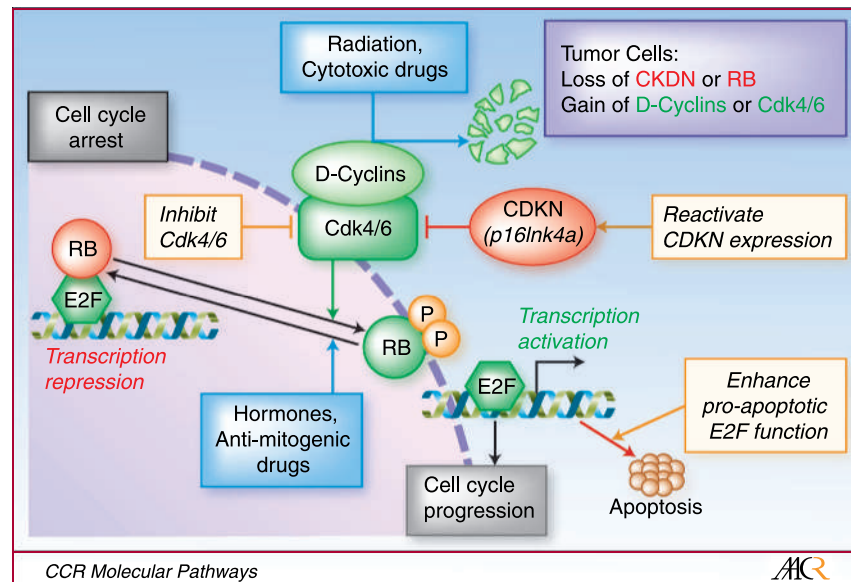 Radiation,
Cytotoxic drugs
Tumor Cells:
Loss of CKDN or RB
Gain of D-Cyclins or Cdk4/6
Cell cycle
arrest
D-Cyclins
Cdk4/6
Inhibit
Cdk4/6
CDKN
(p16lnk4a)
Reactivate
CDKN expression
RB
E2F
Transcription
repression
P
P
RB
Transcription
activation
E2F
Hormones,
Anti-mitogenic
drugs
Enhance
pro-apoptotic
E2F function
Cell cycle
progression
Apoptosis
CCR Molecular Pathways
AACR